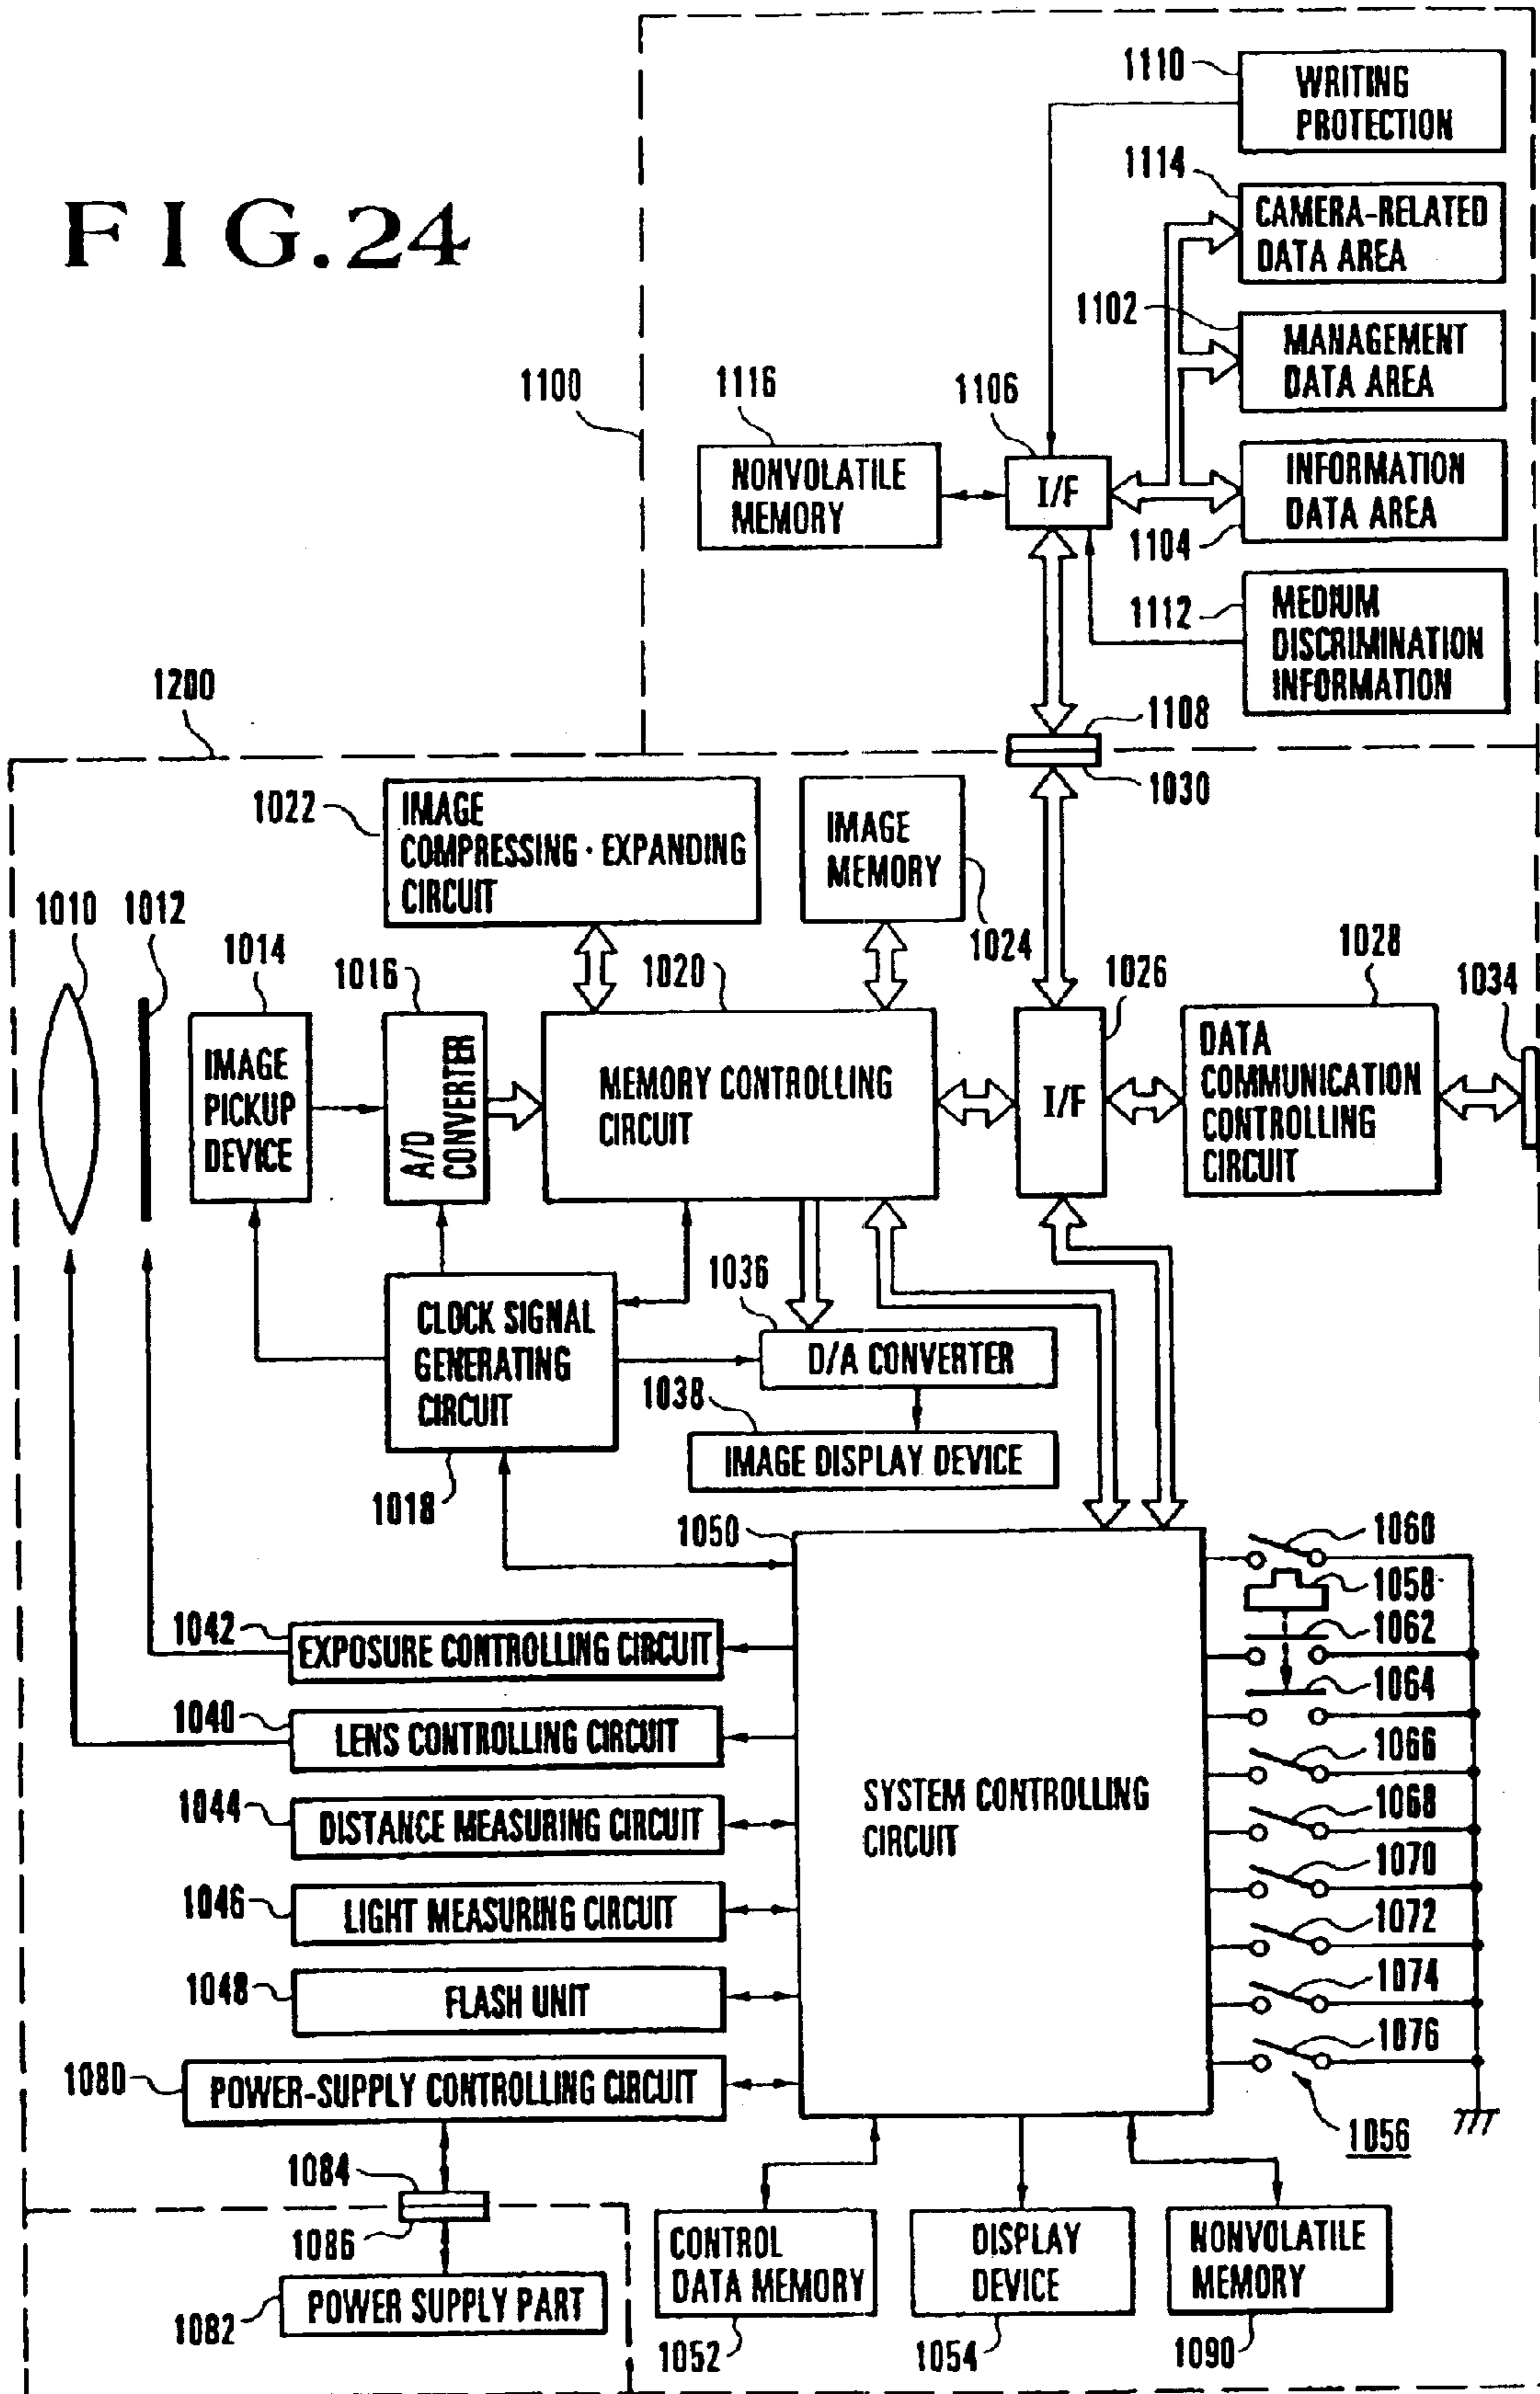 FIG.24
1110
WRITING
PROTECTION
1114
CAMERA-RELATED
DATA AREA
1102
MANAGEMENT
DATA AREA
1100
1116
NONVOLATILE
MEMORY
1106
I/F
INFORMATION
DATA AREA
1104
1112
MEDIUM
DISCRIMINATION
INFORMATION
1200
1108
1030
1022
IMAGE
COMPRESSING · EXPANDING
CIRCUIT
IMAGE
MEMORY
1024
1010
1012
1014
IMAGE
PICKUP
DEVICE
1016
A/D
CONVERTER
1020
MEMORY CONTROLLING
CIRCUIT
1026
I/F
1028
DATA
COMMUNICATION
CONTROLLING
CIRCUIT
1034
CLOCK SIGNAL
GENERATING
CIRCUIT
1018
1036
D/A CONVERTER
1038
IMAGE DISPLAY DEVICE
1050
SYSTEM CONTROLLING
CIRCUIT
1042
EXPOSURE CONTROLLING CIRCUIT
1040
LENS CONTROLLING CIRCUIT
1044
DISTANCE MEASURING CIRCUIT
1046
LIGHT MEASURING CIRCUIT
1048
FLASH UNIT
1080
POWER-SUPPLY CONTROLLING CIRCUIT
1060
1058
1062
1064
1066
1068
1070
1072
1074
1076
1056
1084
1086
POWER SUPPLY PART
1082
CONTROL
DATA MEMORY
1052
DISPLAY
DEVICE
1054
NONVOLATILE
MEMORY
1090